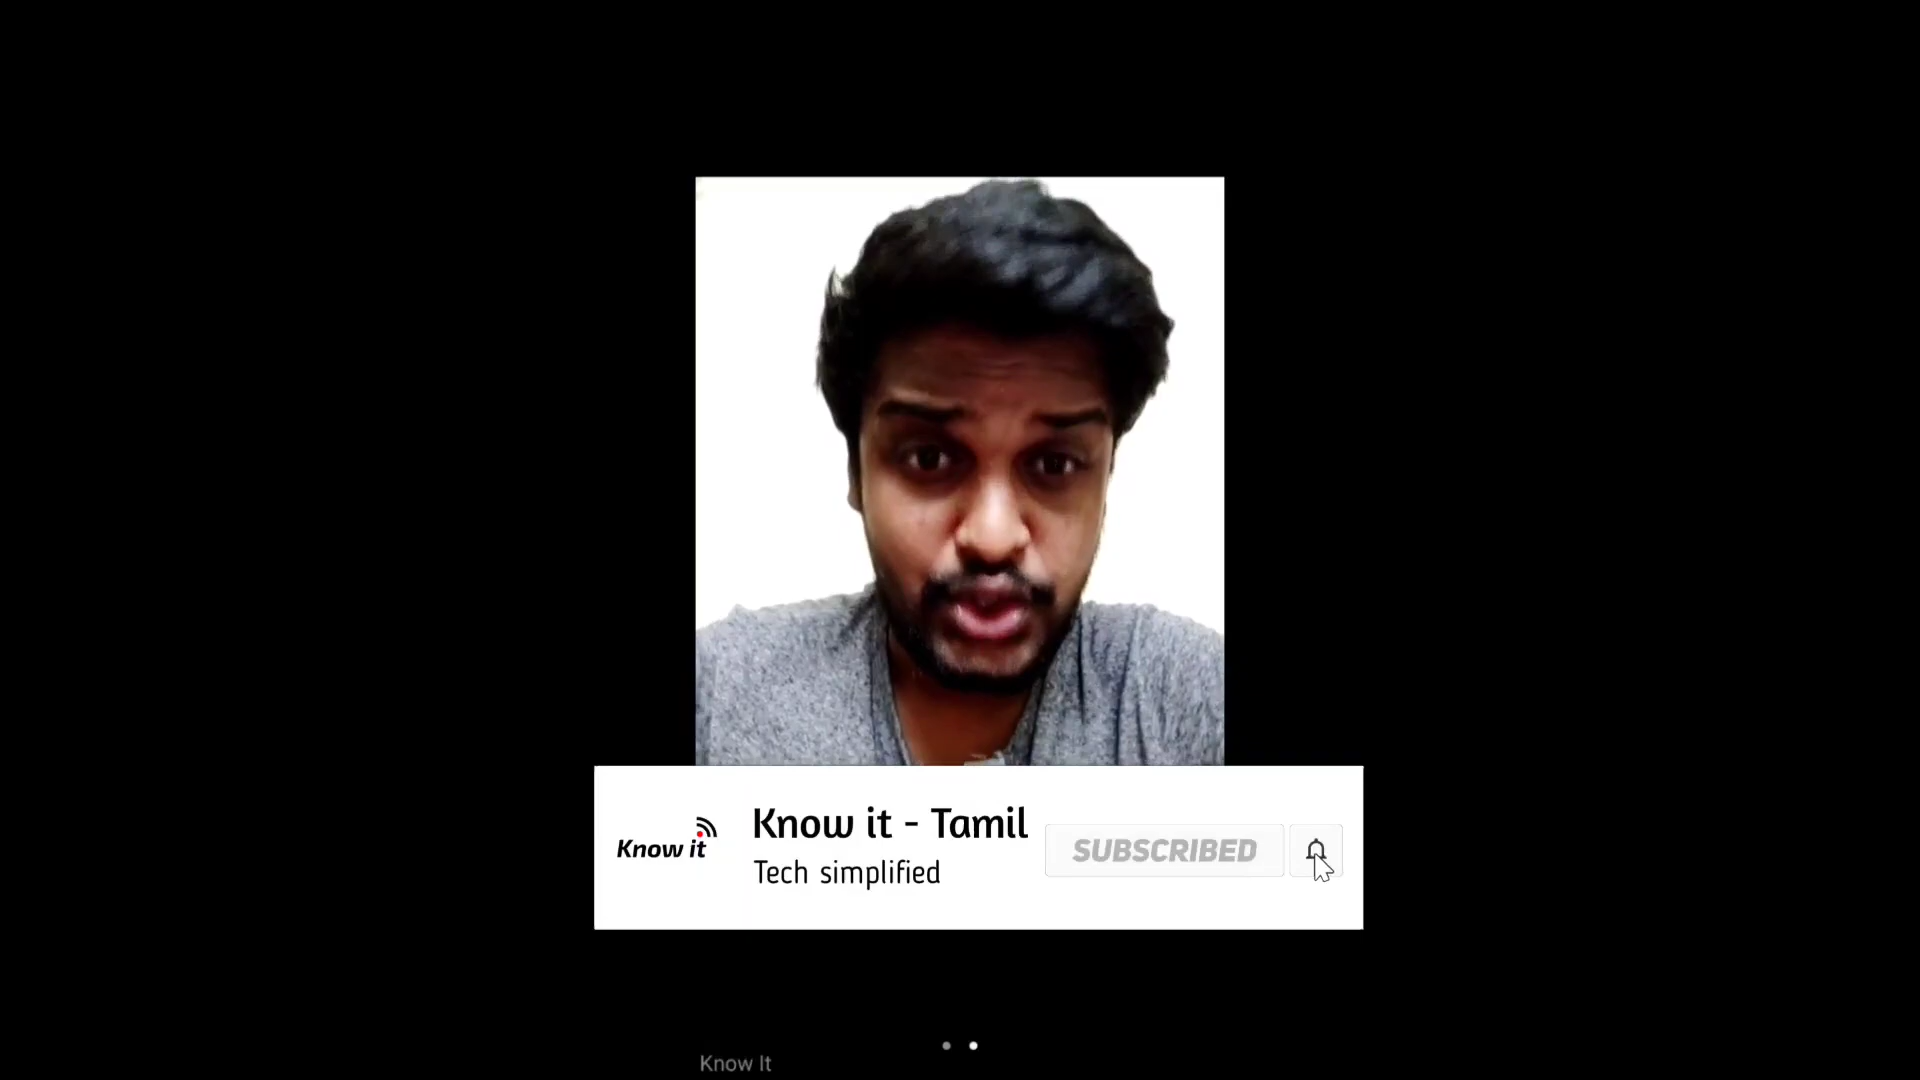 Know it
Know it - Tamil
Tech simplified
SUBSCRIBED
Know It